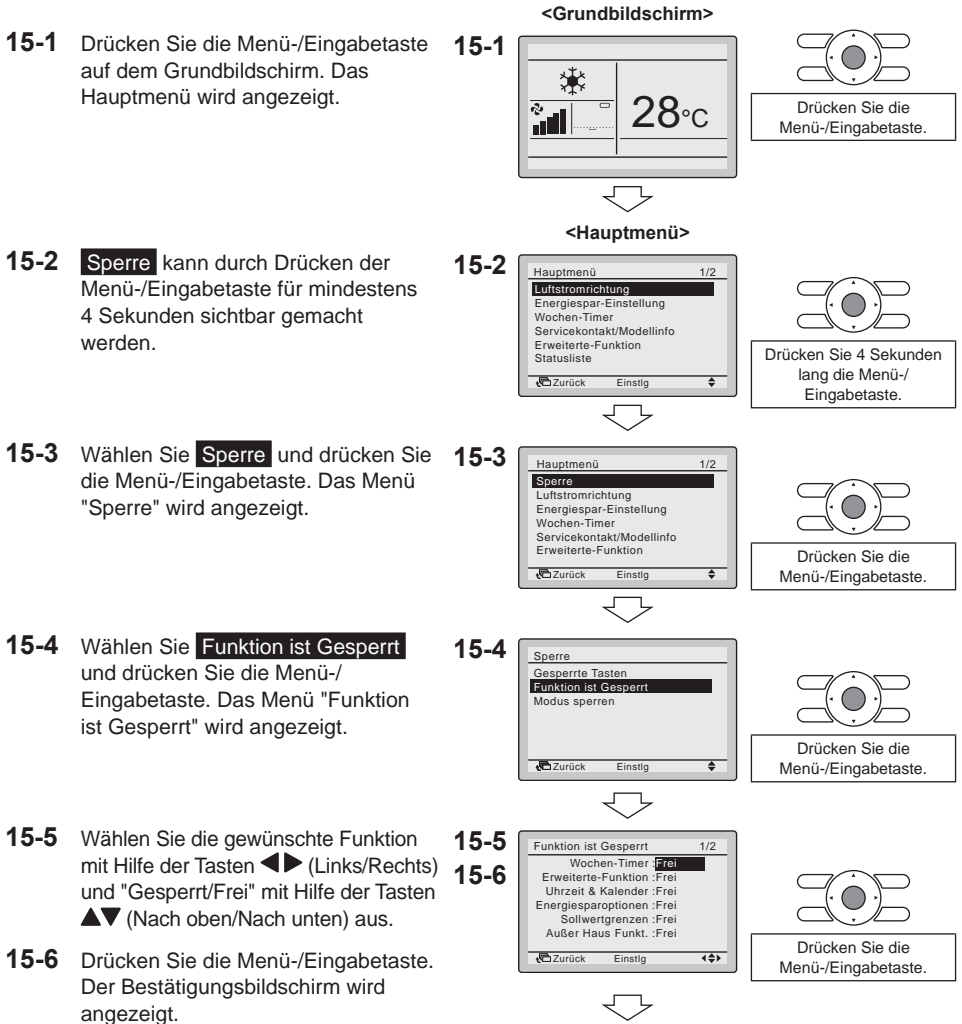 <Grundbildschirm>
15-1 Drücken Sie die Menü-/Eingabetaste
auf dem Grundbildschirm. Das
Hauptmenü wird angezeigt.
15-1
28°C
Drücken Sie die
Menü-/Eingabetaste.
<Hauptmenü>
15-2 Sperre kann durch Drücken der
Menü-/Eingabetaste für mindestens
4 Sekunden sichtbar gemacht
werden.
15-2
Hauptmenü 1/2
Luftstromrichtung
Energiespar-Einstellung
Wochen-Timer
Servicekontakt/Modellinfo
Erweiterte-Funktion
Statusliste
Zurück Einstlg
Drücken Sie 4 Sekunden
lang die Menü-/
Eingabetaste.
15-3 Wählen Sie Sperre und drücken Sie
die Menü-/Eingabetaste. Das Menü
"Sperre" wird angezeigt.
15-3
Hauptmenü 1/2
Sperre
Luftstromrichtung
Energiespar-Einstellung
Wochen-Timer
Servicekontakt/Modellinfo
Erweiterte-Funktion
Zurück Einstlg
Drücken Sie die
Menü-/Eingabetaste.
15-4 Wählen Sie Funktion ist Gesperrt
und drücken Sie die Menü-/
Eingabetaste. Das Menü "Funktion
ist Gesperrt" wird angezeigt.
15-4
Sperre
Gesperrte Tasten
Funktion ist Gesperrt
Modus sperren
Zurück Einstlg
Drücken Sie die
Menü-/Eingabetaste.
15-5 Wählen Sie die gewünschte Funktion
mit Hilfe der Tasten ◀▶ (Links/Rechts)
und "Gesperrt/Frei" mit Hilfe der Tasten
▲▼ (Nach oben/Nach unten) aus.
15-6 Drücken Sie die Menü-/Eingabetaste.
Der Bestätigungsbildschirm wird
angezeigt.
15-5
15-6
Funktion ist Gesperrt 1/2
Wochen-Timer :Frei
Erweiterte-Funktion :Frei
Uhrzeit & Kalender :Frei
Energiesparoptionen :Frei
Sollwertgrenzen :Frei
Außer Haus Funkt. :Frei
Zurück Einstlg
Drücken Sie die
Menü-/Eingabetaste.